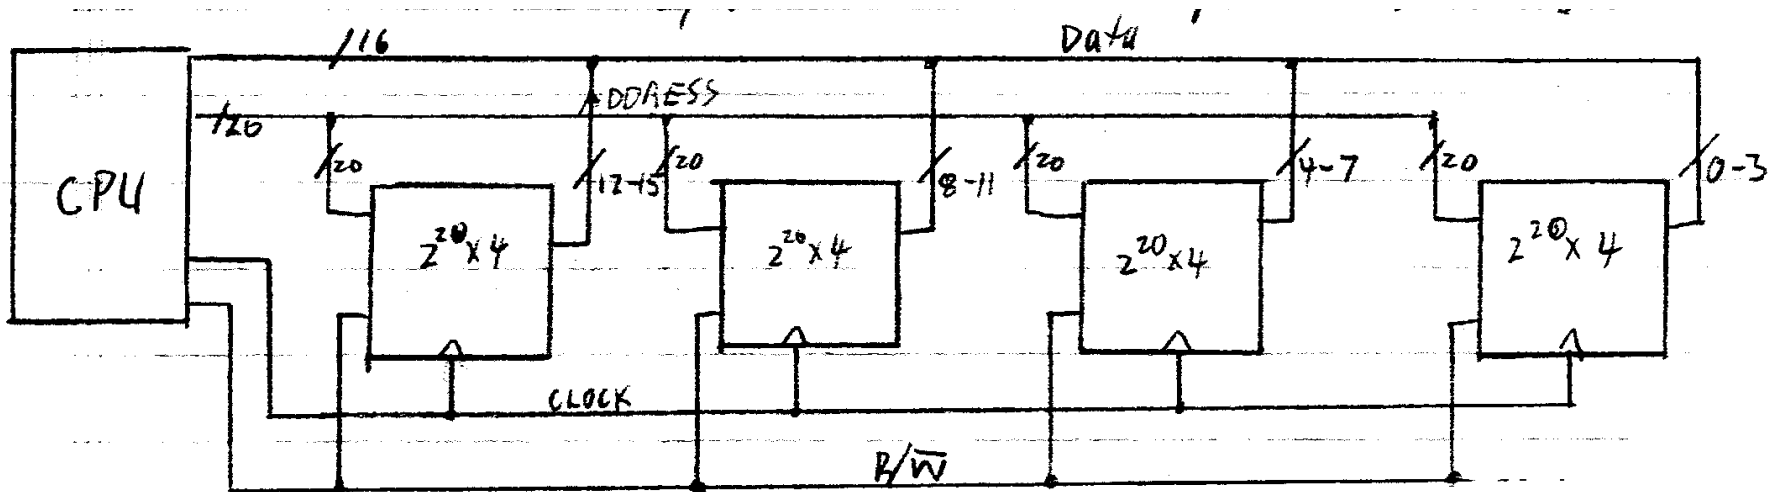 /16
Data
ADDRESS
/20
20
12-15
20
8-11
20
4-7
20
0-3
CPU
2^20 x 4
2^20 x 4
2^20 x 4
2^20 x 4
CLOCK
R/W̅